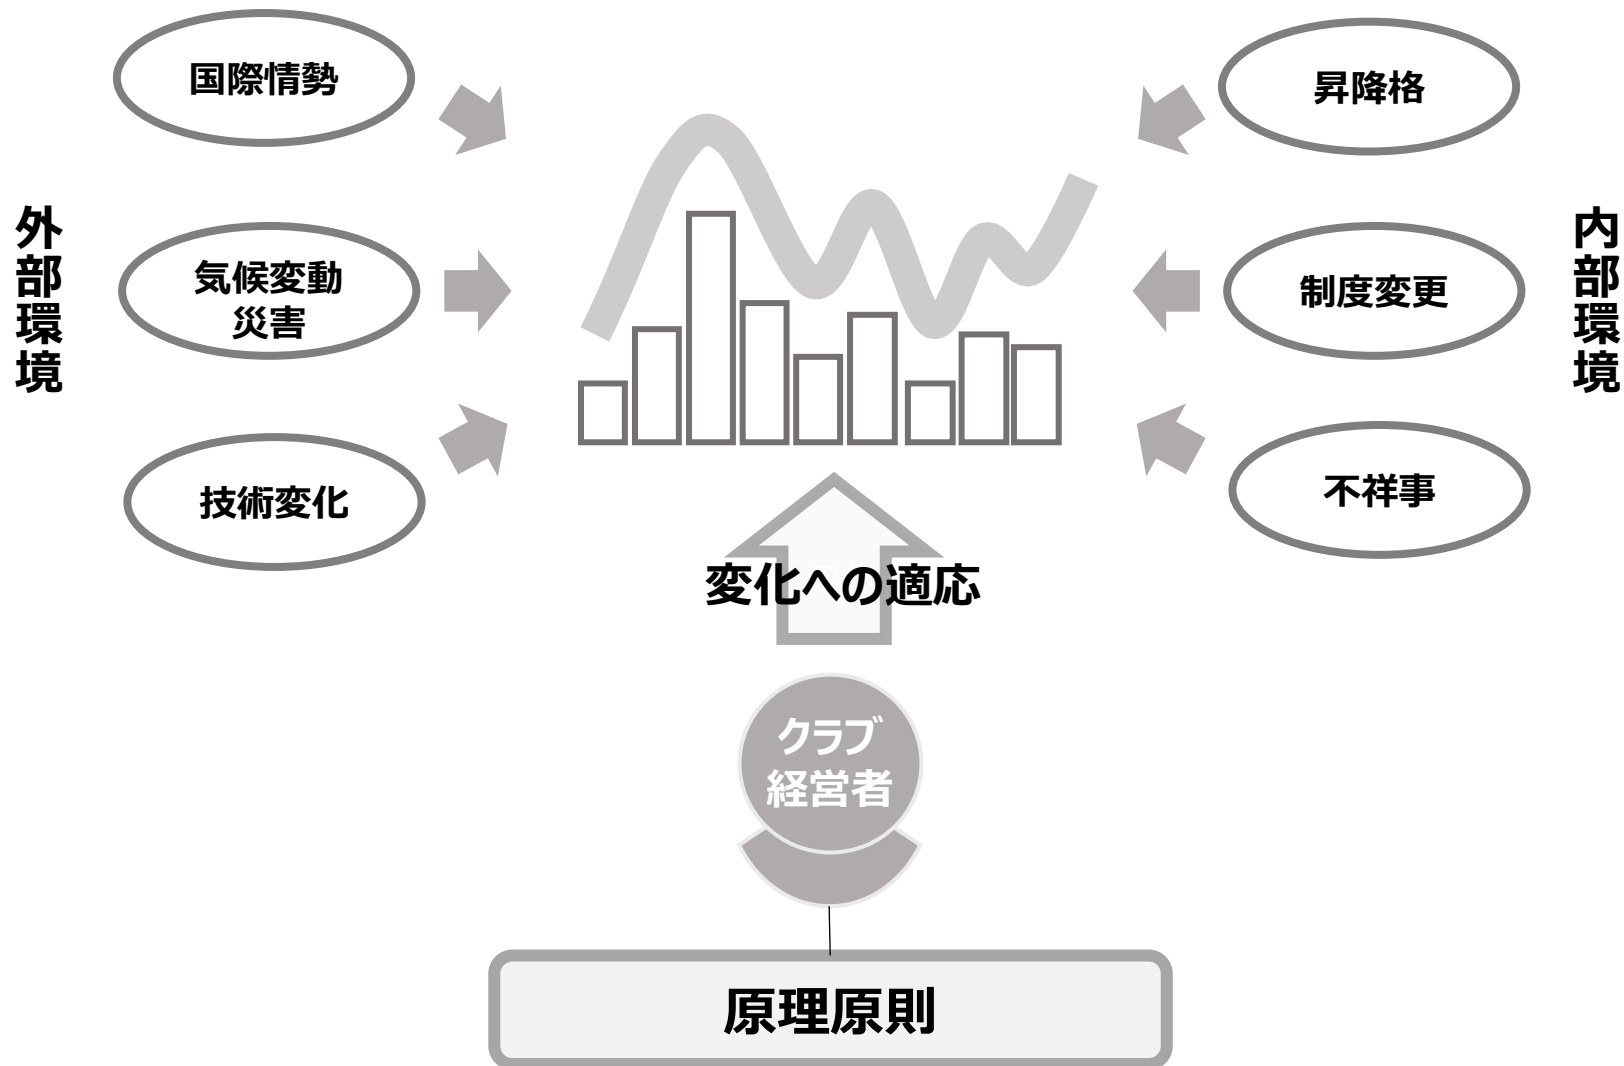 外部環境
国際情勢
気候変動
災害
技術変化
内部環境
昇降格
制度変更
不祥事
変化への適応
クラブ
経営者
原理原則